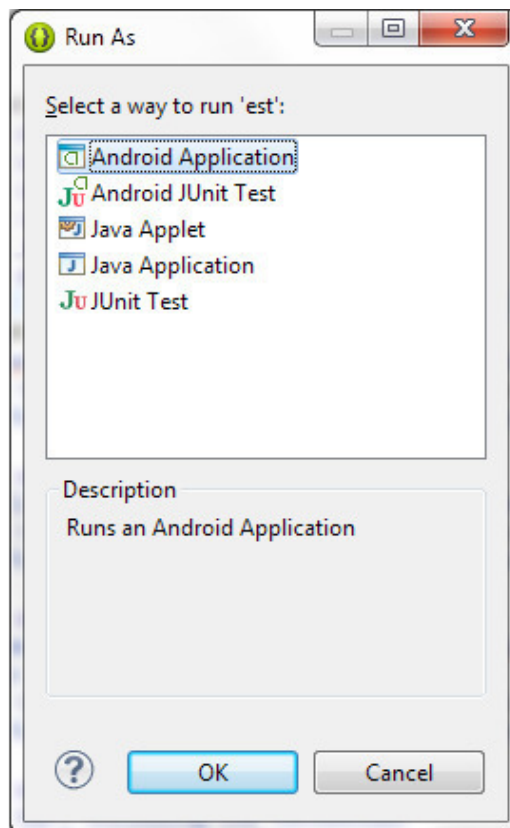 Run As
Select a way to run 'est':
Android Application
Android JUnit Test
Java Applet
Java Application
JUnit Test
Description
Runs an Android Application
OK
Cancel